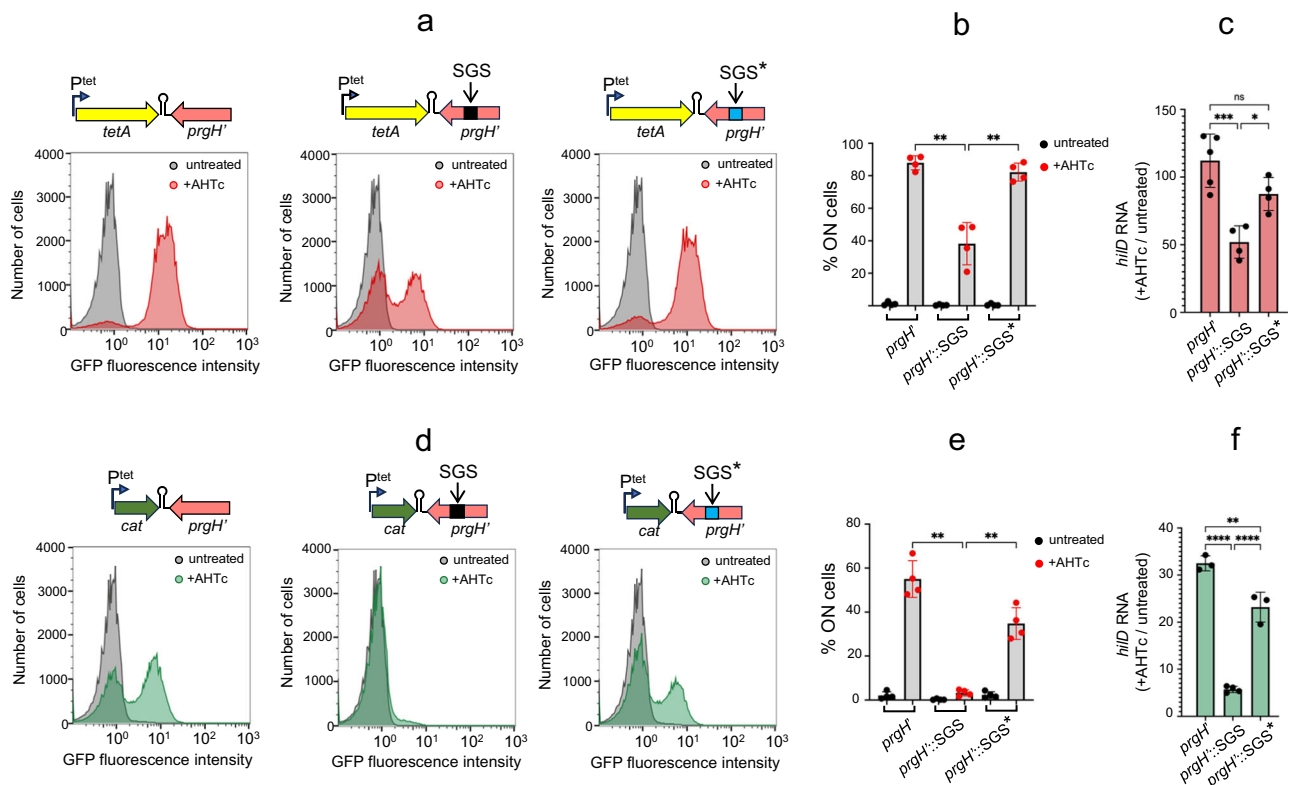 a
P^tet
tetA
prgH'
SGS
P^tet
tetA
prgH'
SGS*
P^tet
tetA
prgH'
Number of cells
4000
3000
2000
1000
0
untreated
+AHTc
10^0
10^1
10^2
10^3
GFP fluorescence intensity
Number of cells
4000
3000
2000
1000
0
untreated
+AHTc
10^0
10^1
10^2
10^3
GFP fluorescence intensity
Number of cells
4000
3000
2000
1000
0
untreated
+AHTc
10^0
10^1
10^2
10^3
GFP fluorescence intensity
b
% ON cells
100
80
60
40
20
** **
untreated
+AHTc
prgH'
prgH'::SGS
prgH'::SGS*
c
hilD RNA
(+AHTc / untreated)
150
100
50
0
ns
*** *
prgH'
prgH'::SGS
prgH'::SGS*
d
P^tet
cat
prgH'
SGS
P^tet
cat
prgH'
SGS*
P^tet
cat
prgH'
Number of cells
4000
3000
2000
1000
0
untreated
+AHTc
10^0
10^1
10^2
10^3
GFP fluorescence intensity
Number of cells
4000
3000
2000
1000
0
untreated
+AHTc
10^0
10^1
10^2
10^3
GFP fluorescence intensity
Number of cells
4000
3000
2000
1000
0
untreated
+AHTc
10^0
10^1
10^2
10^3
GFP fluorescence intensity
e
% ON cells
80
60
40
20
0
** **
untreated
+AHTc
prgH'
prgH'::SGS
prgH'::SGS*
f
hilD RNA
(+AHTc / untreated)
40
30
20
10
0
**
**** ****
prgH'
prgH'::SGS
prgH'::SGS*